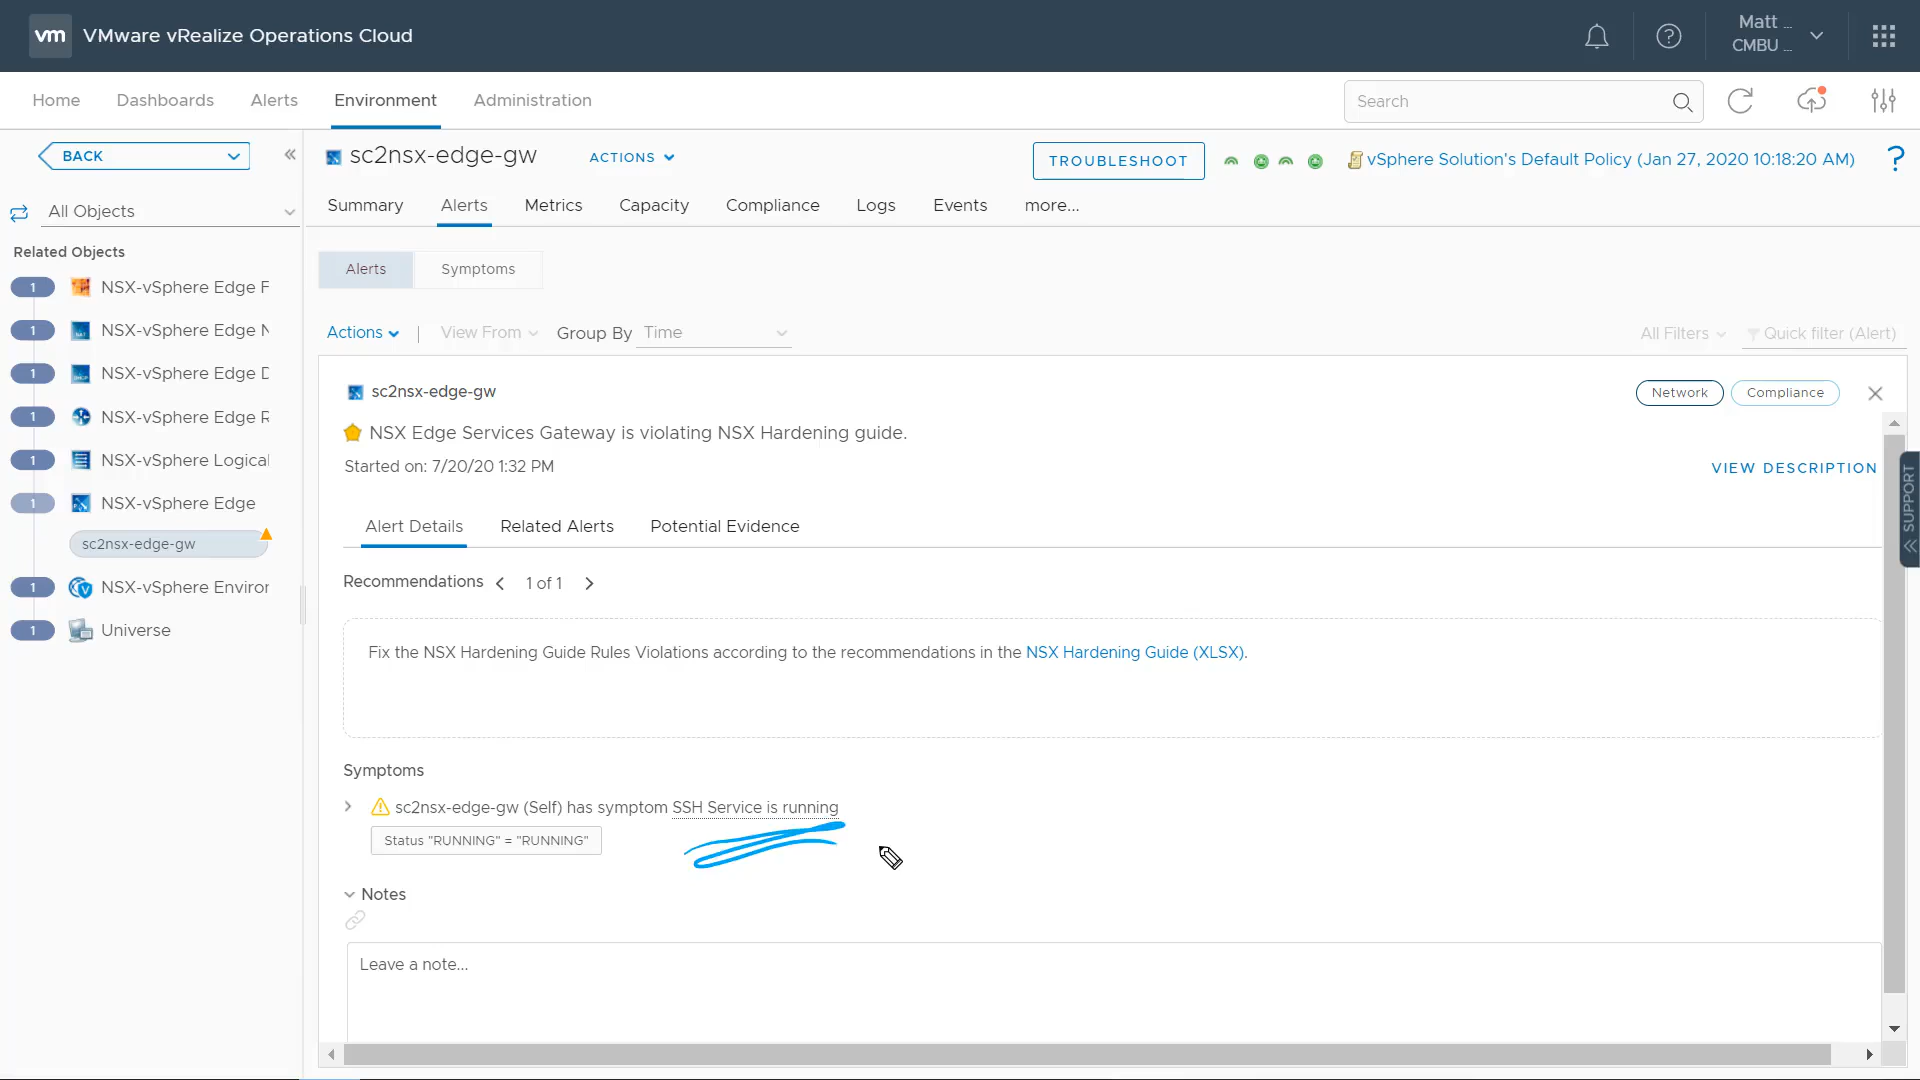 vm VMware vRealize Operations Cloud
Matt ...
CMBU ...
Home Dashboards Alerts Environment Administration
Search
BACK
sc2nsx-edge-gw ACTIONS
TROUBLESHOOT
vSphere Solution's Default Policy (Jan 27, 2020 10:18:20 AM) ?
All Objects
Summary Alerts Metrics Capacity Compliance Logs Events more...
Related Objects
1 NSX-vSphere Edge F
1 NSX-vSphere Edge N
1 NSX-vSphere Edge D
1 NSX-vSphere Edge R
1 NSX-vSphere Logical
1 NSX-vSphere Edge
sc2nsx-edge-gw
1 NSX-vSphere Enviror
1 Universe
Alerts Symptoms
Actions | View From Group By Time
All Filters Quick filter (Alert)
sc2nsx-edge-gw
Network Compliance
NSX Edge Services Gateway is violating NSX Hardening guide.
Started on: 7/20/20 1:32 PM
VIEW DESCRIPTION
SUPPORT
Alert Details Related Alerts Potential Evidence
Recommendations 1 of 1
Fix the NSX Hardening Guide Rules Violations according to the recommendations in the NSX Hardening Guide (XLSX).
Symptoms
sc2nsx-edge-gw (Self) has symptom SSH Service is running
Status "RUNNING" = "RUNNING"
Notes
Leave a note...